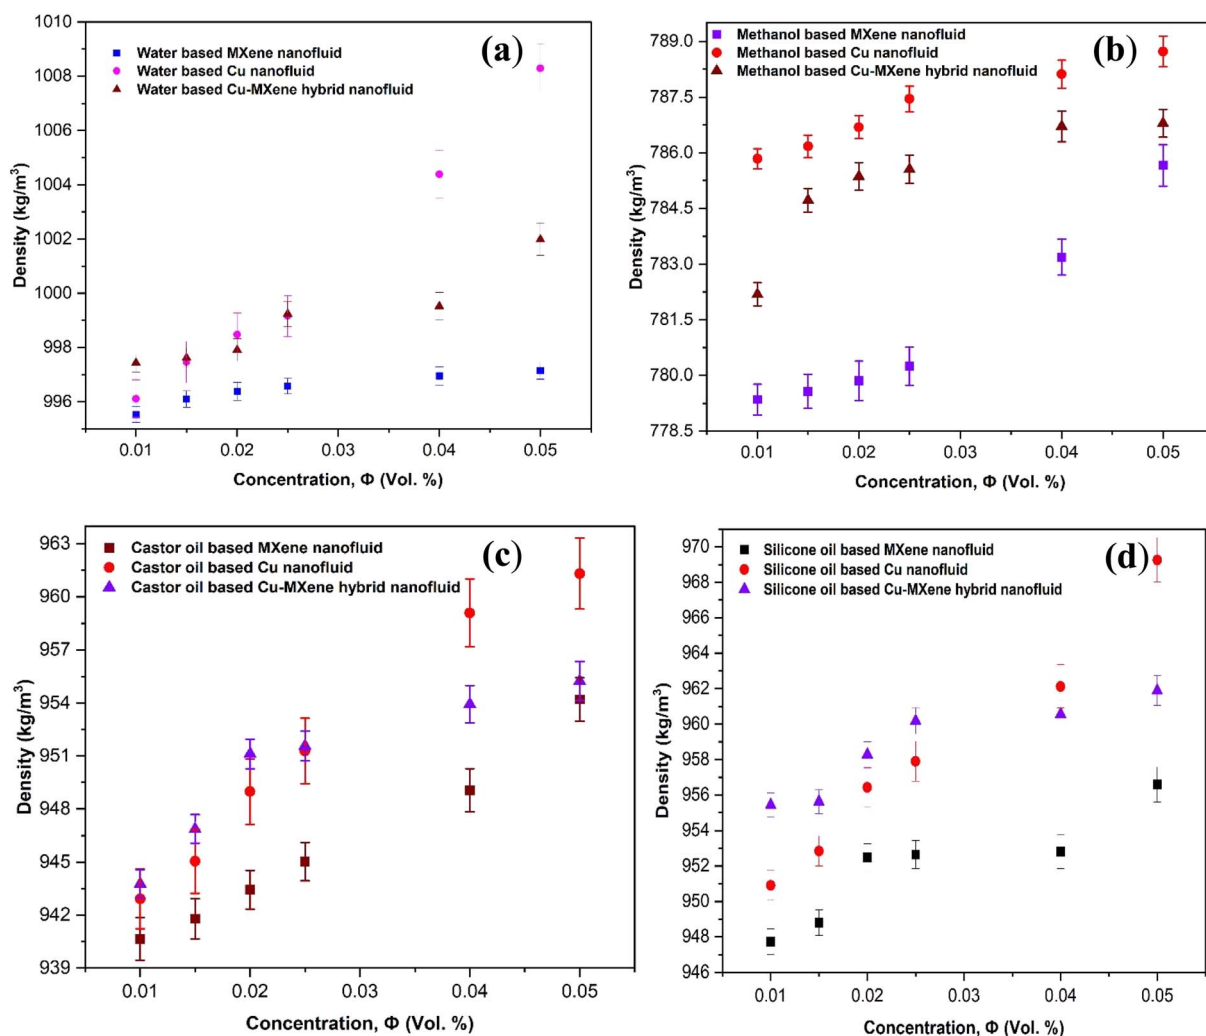 (a)
Water based MXene nanofluid
Water based Cu nanofluid
Water based Cu-MXene hybrid nanofluid
1010
1008
1006
1004
1002
1000
998
996
Density (kg/m³)
0.01 0.02 0.03 0.04 0.05
Concentration, Φ (Vol. %)
(b)
Methanol based MXene nanofluid
Methanol based Cu nanofluid
Methanol based Cu-MXene hybrid nanofluid
789.0
787.5
786.0
784.5
783.0
781.5
780.0
778.5
Density (kg/m³)
0.01 0.02 0.03 0.04 0.05
Concentration, Φ (Vol. %)
(c)
Castor oil based MXene nanofluid
Castor oil based Cu nanofluid
Castor oil based Cu-MXene hybrid nanofluid
963
960
957
954
951
948
945
942
939
Density (kg/m³)
0.01 0.02 0.03 0.04 0.05
Concentration, Φ (Vol. %)
(d)
Silicone oil based MXene nanofluid
Silicone oil based Cu nanofluid
Silicone oil based Cu-MXene hybrid nanofluid
970
968
966
964
962
960
958
956
954
952
950
948
946
Density (kg/m³)
0.01 0.02 0.03 0.04 0.05
Concentration, Φ (Vol. %)